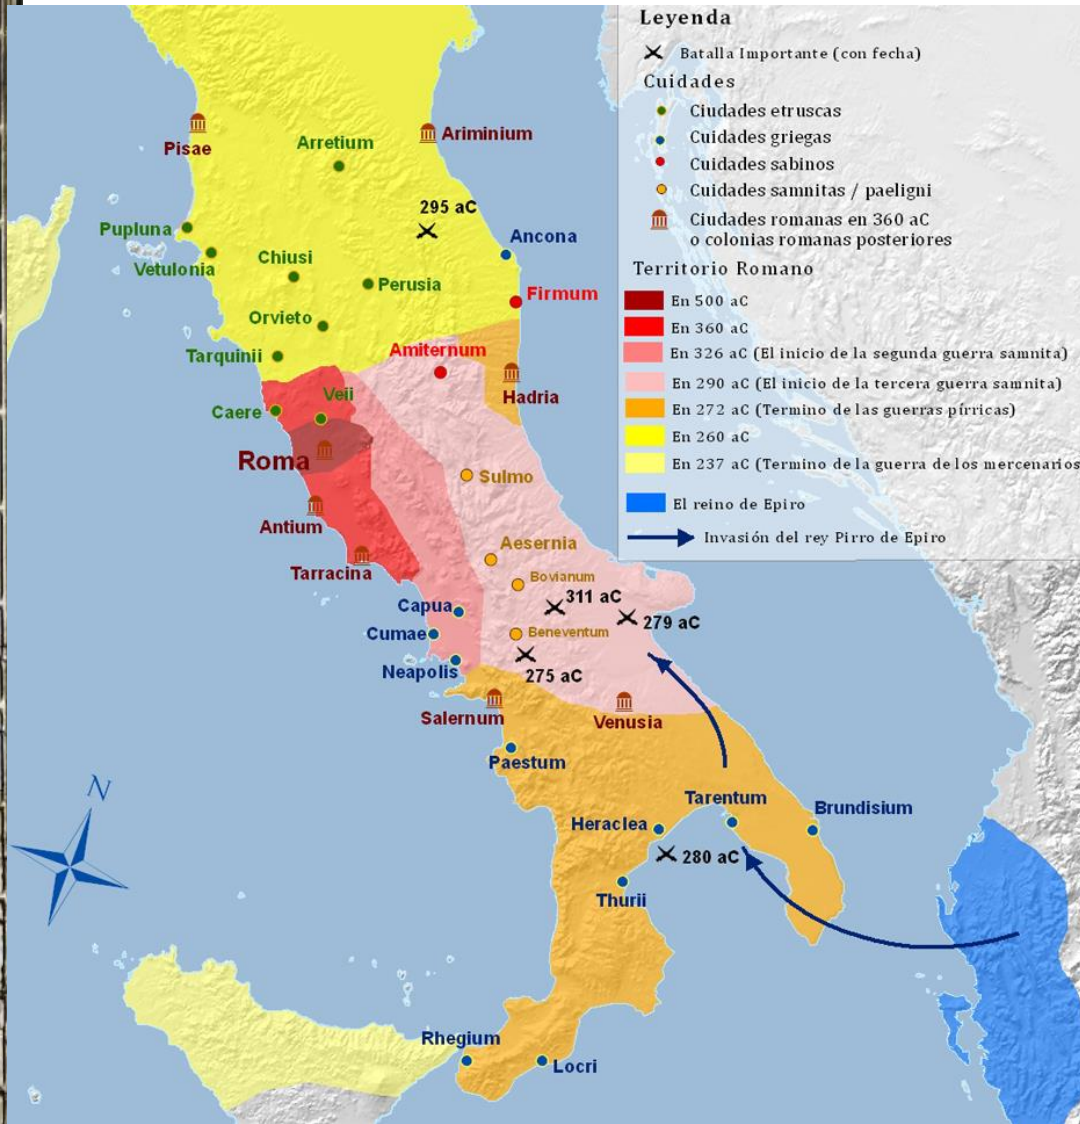 Leyenda
Batalla Importante (con fecha)
Cuidades
Ciudades etruscas
Cuidades griegas
Cuidades sabinos
Cuidades samnitas / paeligni
Ciudades romanas en 360 aC
o colonias romanas posteriores
Territorio Romano
En 500 aC
En 360 aC
En 326 aC (El inicio de la segunda guerra samnita)
En 290 aC (El inicio de la tercera guerra samnita)
En 272 aC (Termino de las guerras pírricas)
En 260 aC
En 237 aC (Termino de la guerra de los mercenarios
El reino de Epiro
Invasión del rey Pirro de Epiro
Pisae
Arretium
Ariminium
295 aC
Pupluna
Ancona
Vetulonia
Chiusi
Perusia
Firmum
Orvieto
Tarquinii
Amiternum
Hadria
Veii
Caere
Roma
Sulmo
Antium
Aesernia
Tarracina
Bovianum
311 aC
Capua
279 aC
Cumae
Beneventum
Neapolis
275 aC
Salernum
Venusia
Paestum
N
Tarentum
Brundisium
Heraclea
280 aC
Thurii
Rhegium
Locri